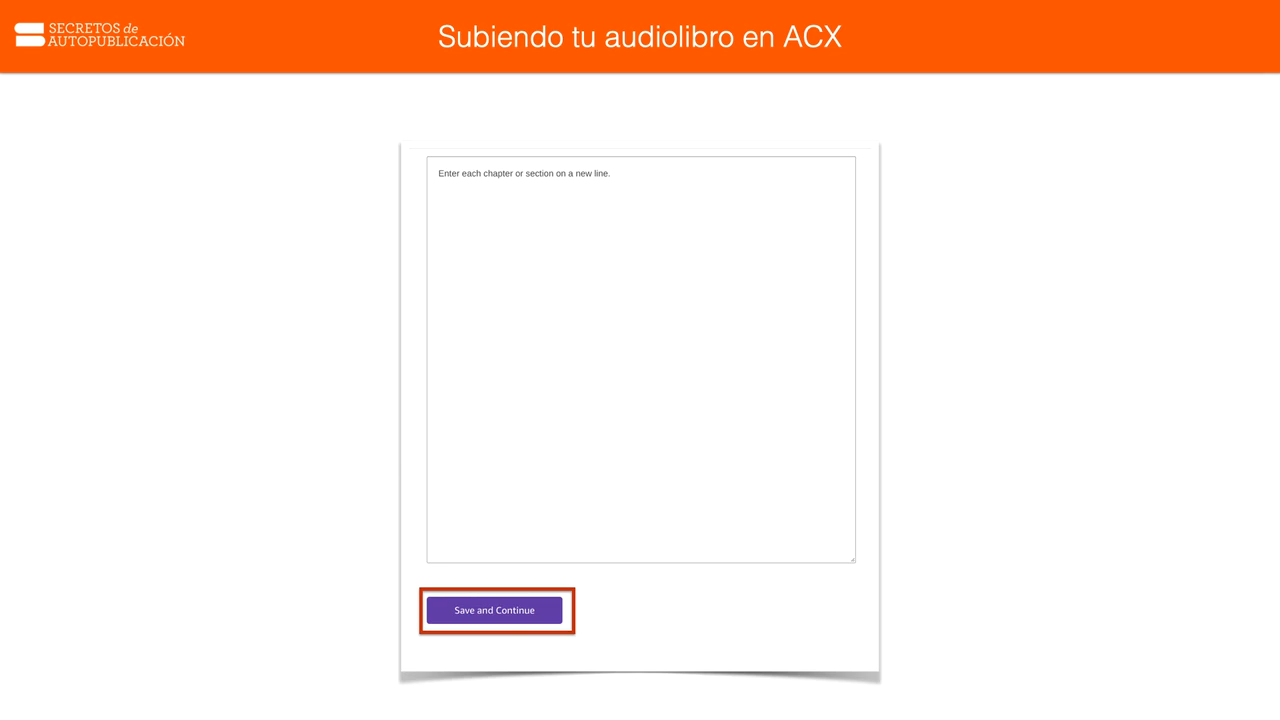 SECRETOS de
AUTOPUBLICACIÓN
Subiendo tu audiolibro en ACX
Enter each chapter or section on a new line.
Save and Continue